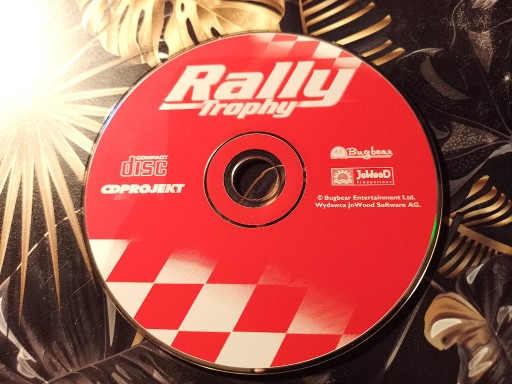 Rally
Trophy
COMPACT
disc
CDPROJEKT
Bugbear
JoWooD
Productions
© Bugbear Entertainment Ltd.
Wydawca JoWood Software AG.